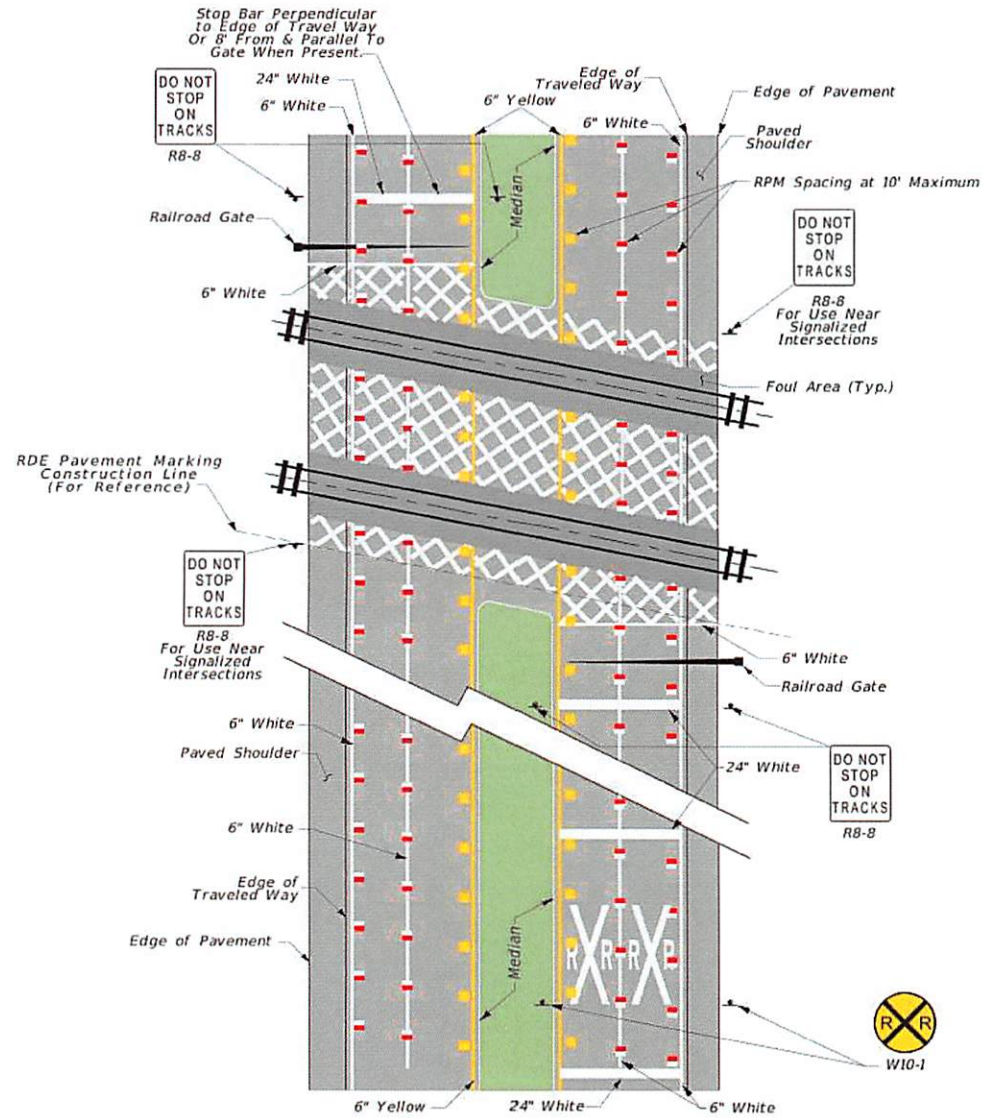 Stop Bar Perpendicular
to Edge of Travel Way
Or 8' From & Parallel To
Gate When Present.
24" White
6" White
DO NOT
STOP
ON
TRACKS
R8-8
6" Yellow
Edge of
Traveled Way
6" White
Edge of Pavement
Paved
Shoulder
RPM Spacing at 10' Maximum
Median
Railroad Gate
6" White
DO NOT
STOP
ON
TRACKS
R8-8
For Use Near
Signalized
Intersections
Foul Area (Typ.)
RDE Pavement Marking
Construction Line
(For Reference)
DO NOT
STOP
ON
TRACKS
R8-8
For Use Near
Signalized
Intersections
6" White
Railroad Gate
6" White
Paved Shoulder
24" White
DO NOT
STOP
ON
TRACKS
R8-8
6" White
Edge of
Traveled Way
Edge of Pavement
Median
R R R R
R R
W10-1
6" Yellow
24" White
6" White